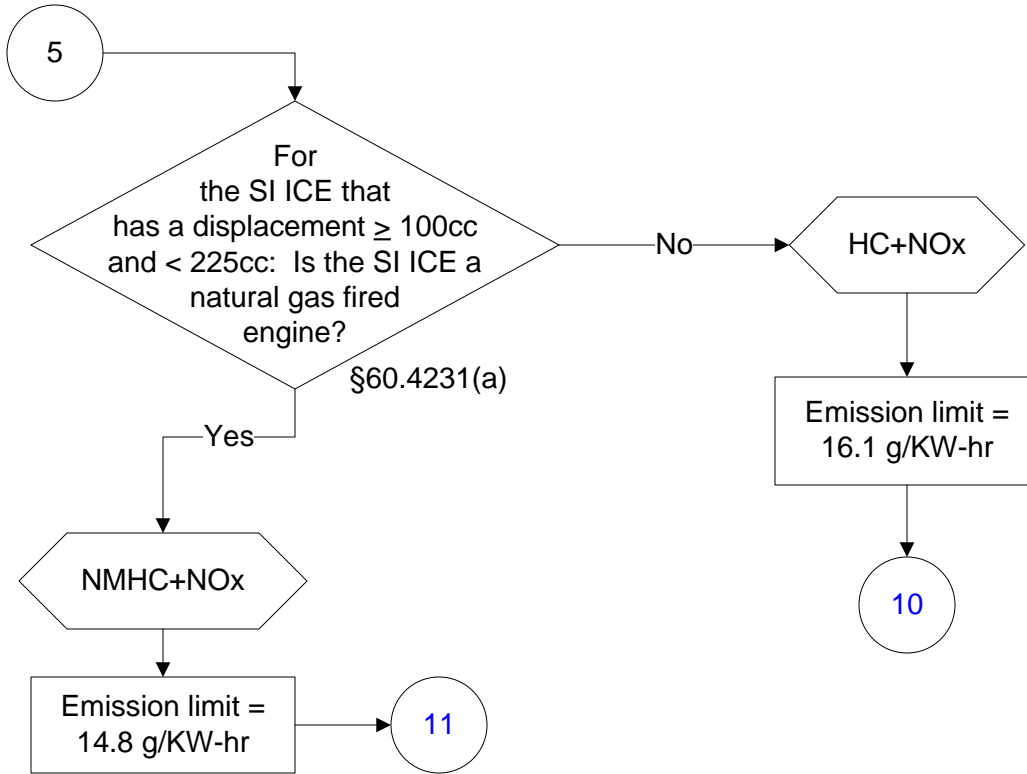 5
For
the SI ICE that
has a displacement ≥ 100cc
and < 225cc:  Is the SI ICE a
natural gas fired
engine?
§60.4231(a)
No
HC+NOx
Emission limit =
16.1 g/KW-hr
10
Yes
NMHC+NOx
Emission limit =
14.8 g/KW-hr
11